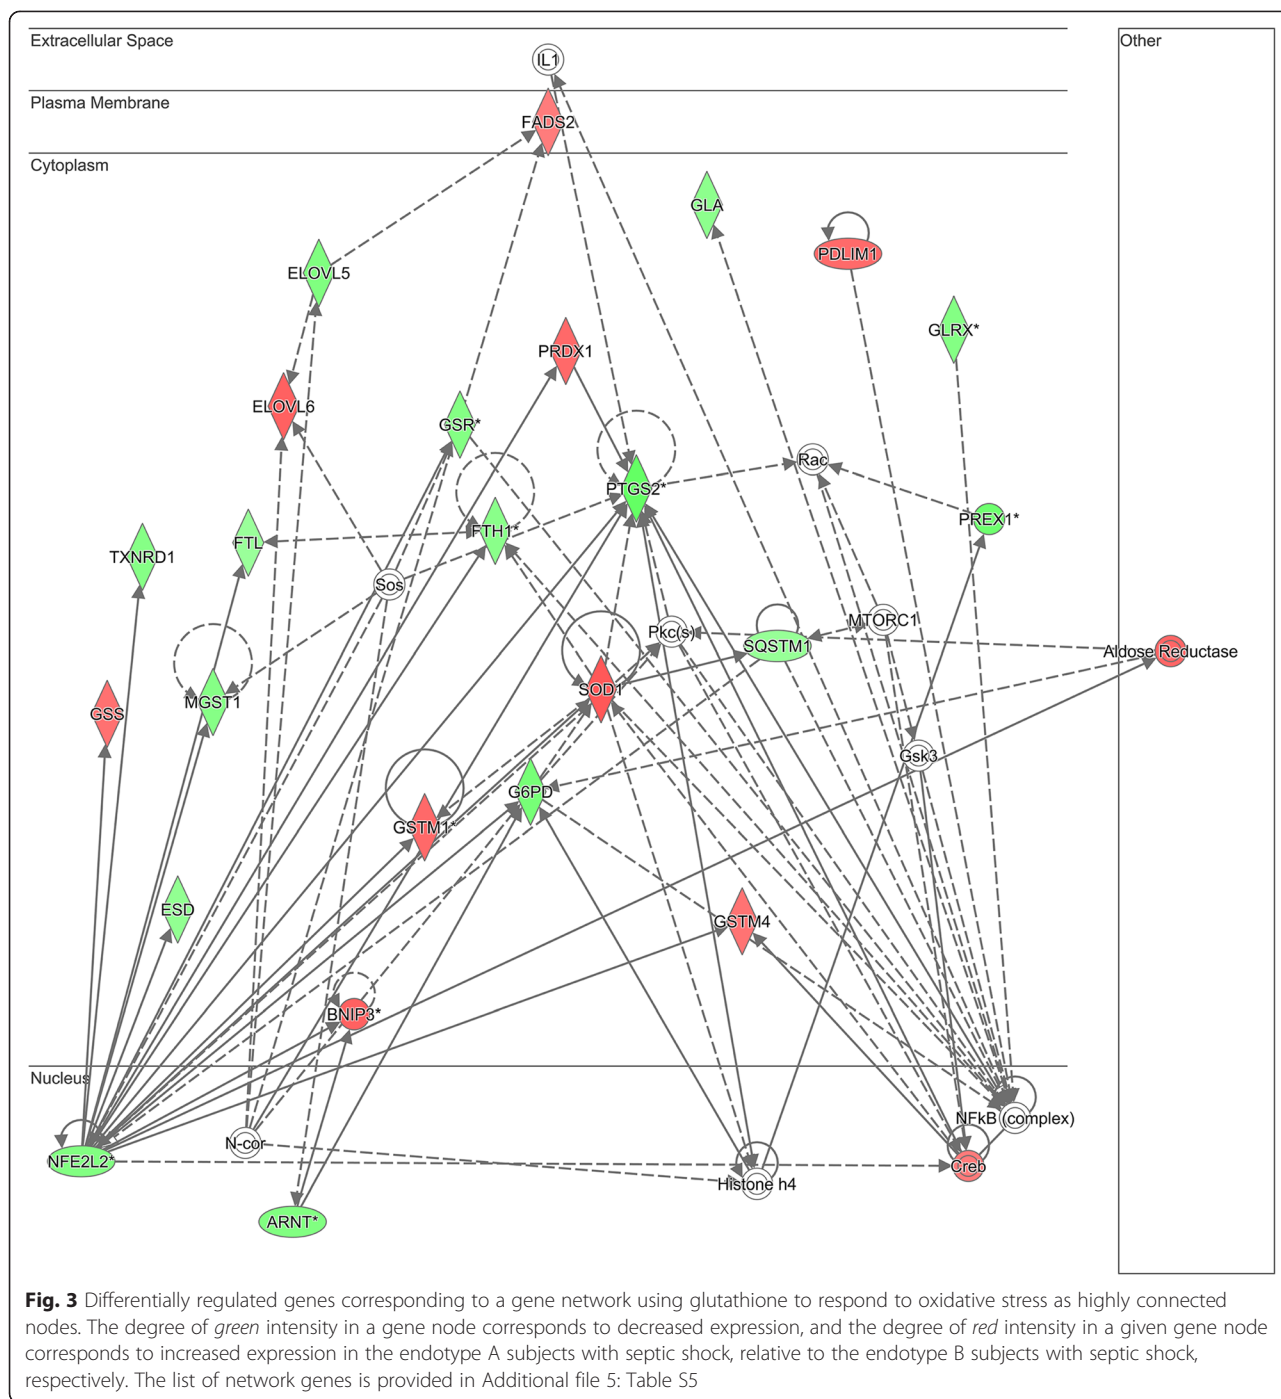 Extracellular Space
Other
IL1
Plasma Membrane
FADS2
Cytoplasm
GLA
PDLIM1
ELOVL5
GLRX*
PRDX1
ELOVL6
GSR*
Rac
PTGS2*
PREX1*
FTH1*
FTL
TXNRD1
Sos
MTORC1
Pkc(s)
SQSTM1
Aldose Reductase
SOD1
MGST1
GSS
Gsk3
G6PD
GSTM1*
ESD
GSTM4
BNIP3*
Nucleus
NFkB (complex)
N-cor
NFE2L2*
Creb
Histone h4
ARNT*
Fig. 3 Differentially regulated genes corresponding to a gene network using glutathione to respond to oxidative stress as highly connected
nodes. The degree of green intensity in a gene node corresponds to decreased expression, and the degree of red intensity in a given gene node
corresponds to increased expression in the endotype A subjects with septic shock, relative to the endotype B subjects with septic shock,
respectively. The list of network genes is provided in Additional file 5: Table S5